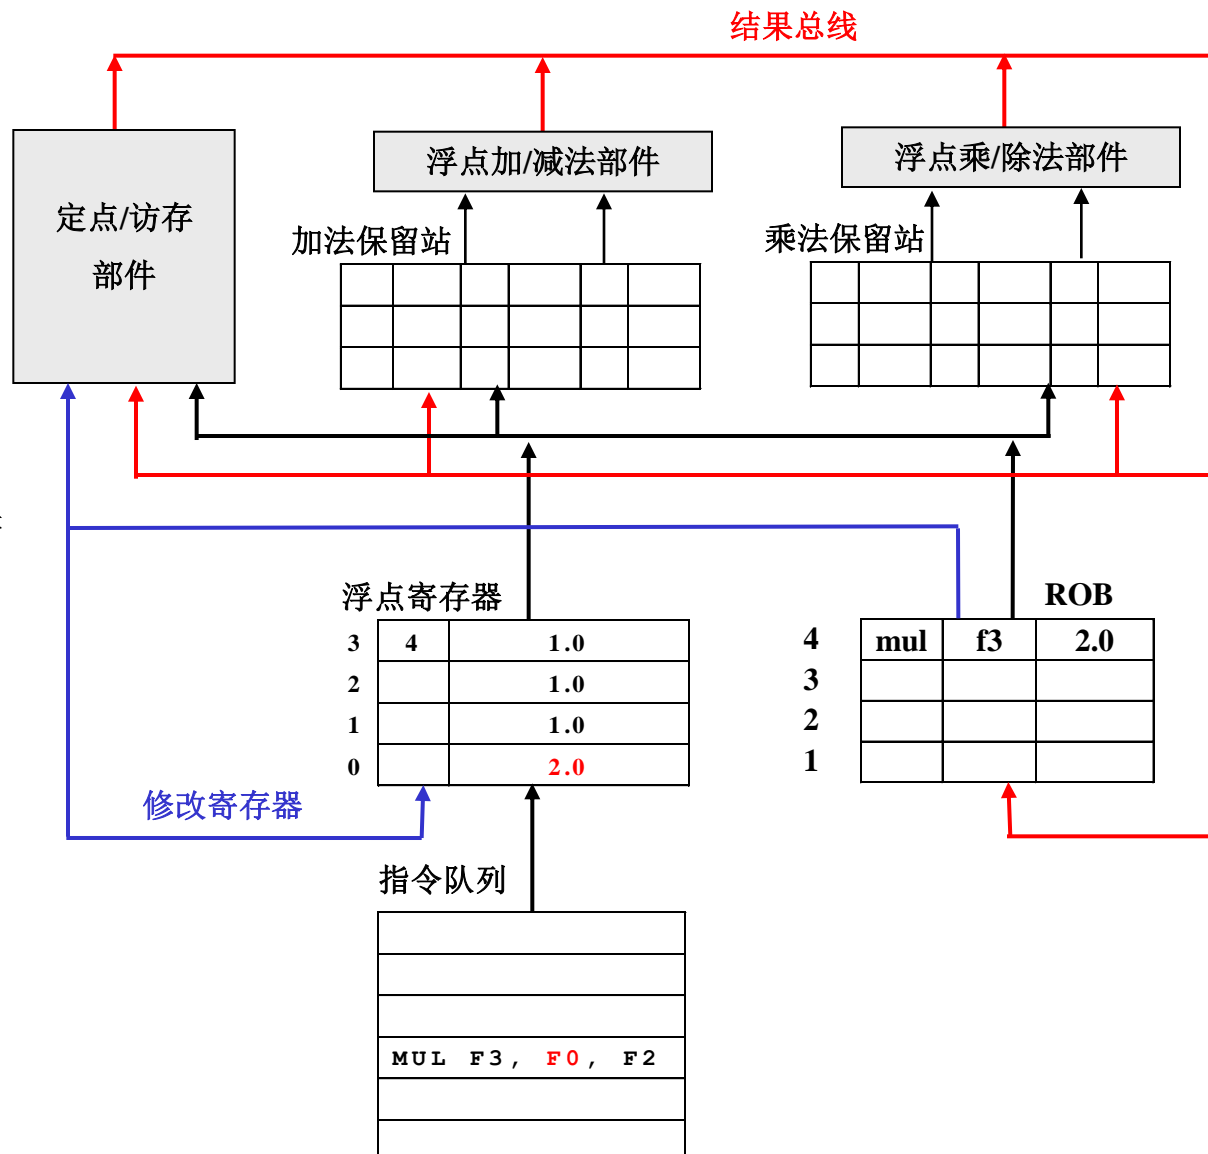 结果总线
浮点加/减法部件
浮点乘/除法部件
定点/访存
部件
加法保留站
乘法保留站
浮点寄存器
ROB
3 4 1.0
4 mul f3 2.0
2 1.0
3
1 1.0
2
0 2.0
1
修改寄存器
指令队列
MUL F3, F0, F2